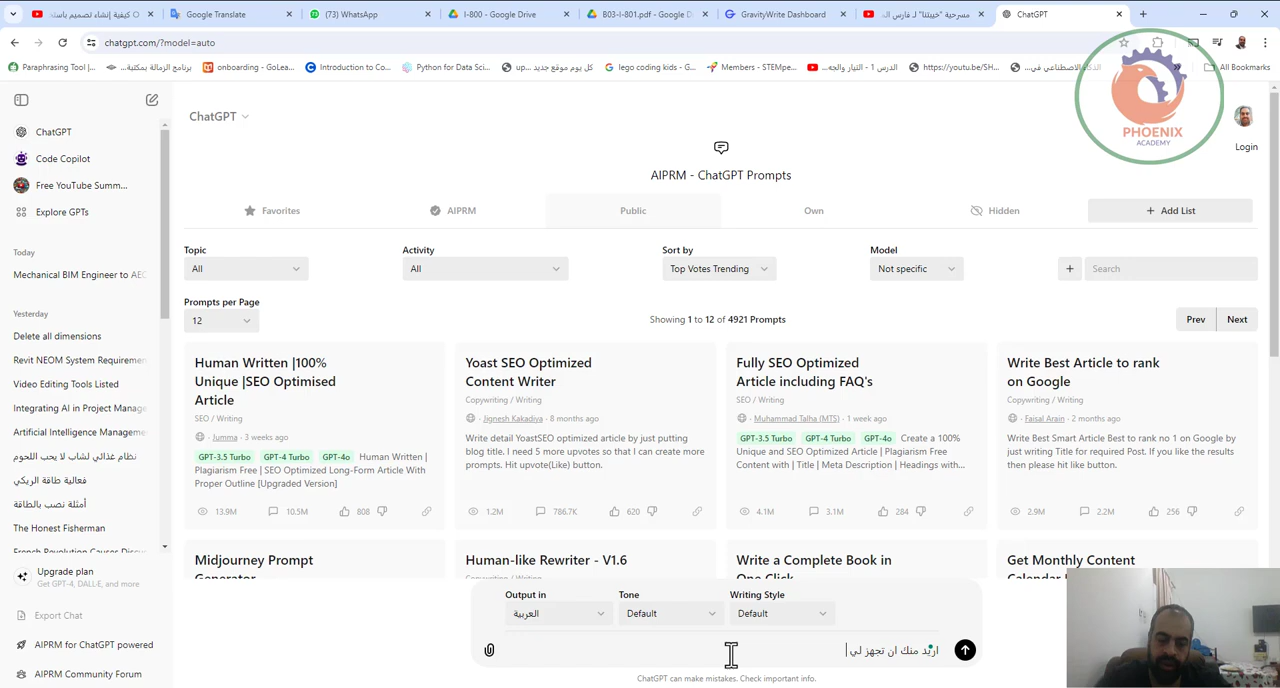 كيفية إنشاء تصميم باسته
Google Translate
(73) WhatsApp
I-800 - Google Drive
B03-I-801.pdf - Google D
GravityWrite Dashboard
مسرحية "خيبتنا" لـ فارس
ChatGPT
chatgpt.com/?model=auto
Paraphrasing Tool |...
برنامج الزمالة بمكتبة...
onboarding - GoLea...
Introduction to Co...
Python for Data Sci...
كل يوم موقع جديد up...
lego coding kids - G...
Members - STEMpe...
الدرس 1 - التيار والجه...
https://youtu.be/SH...
الذكاء الاصطناعي في...
All Bookmarks
PHOENIX
ACADEMY
ChatGPT
Login
ChatGPT
Code Copilot
Free YouTube Summ...
Explore GPTs
Today
Mechanical BIM Engineer to AEC
Yesterday
Delete all dimensions
Revit NEOM System Requiremen
Video Editing Tools Listed
Integrating AI in Project Manage
Artificial Intelligence Manageme
نظام غذائي لشاب لا يحب اللحوم
فعالية طاقة الريكي
أمثلة نصب بالطاقة
The Honest Fisherman
French Revolution Causes Discu
Upgrade plan
Get GPT-4, DALL-E, and more
Export Chat
AIPRM for ChatGPT
AIPRM Community Forum
AIPRM - ChatGPT Prompts
Favorites
AIPRM
Public
Own
Hidden
+ Add List
Topic
Activity
Sort by
Model
All
All
Top Votes Trending
Not specific
+
Search
Prompts per Page
12
Showing 1 to 12 of 4921 Prompts
Prev
Next
Human Written |100%
Unique |SEO Optimised
Article
SEO / Writing
Jumma · 3 weeks ago
GPT-3.5 Turbo GPT-4 Turbo GPT-4o Human Written |
Plagiarism Free | SEO Optimized Long-Form Article With
Proper Outline [Upgraded Version]
13.9M 10.5M 808
Yoast SEO Optimized
Content Writer
Copywriting / Writing
Jignesh Kakadiya · 8 months ago
Write detail YoastSEO optimized article by just putting
blog title. I need 5 more upvotes so that I can create more
prompts. Hit upvote(Like) button.
1.2M 786.7K 620
Fully SEO Optimized
Article including FAQ's
SEO / Writing
Muhammad Talha (MTS) · 1 week ago
GPT-3.5 Turbo GPT-4 Turbo GPT-4o Create a 100%
Unique and SEO Optimized Article | Plagiarism Free
Content with | Title | Meta Description | Headings with...
4.1M 3.1M 284
Write Best Article to rank
on Google
Copywriting / Writing
Faisal Arain · 2 months ago
Write Best Smart Article Best to rank no 1 on Google by
just writing Title for required Post. If you like the results
then please hit like button.
2.9M 2.2M 256
Midjourney Prompt
Generator
Human-like Rewriter - V1.6
Copywriting / Writing
Write a Complete Book in
One Click
Get Monthly Content
Calendar
Output in
Tone
Writing Style
العربية
Default
Default
اريد منك ان تجهز لي
ChatGPT can make mistakes. Check important info.